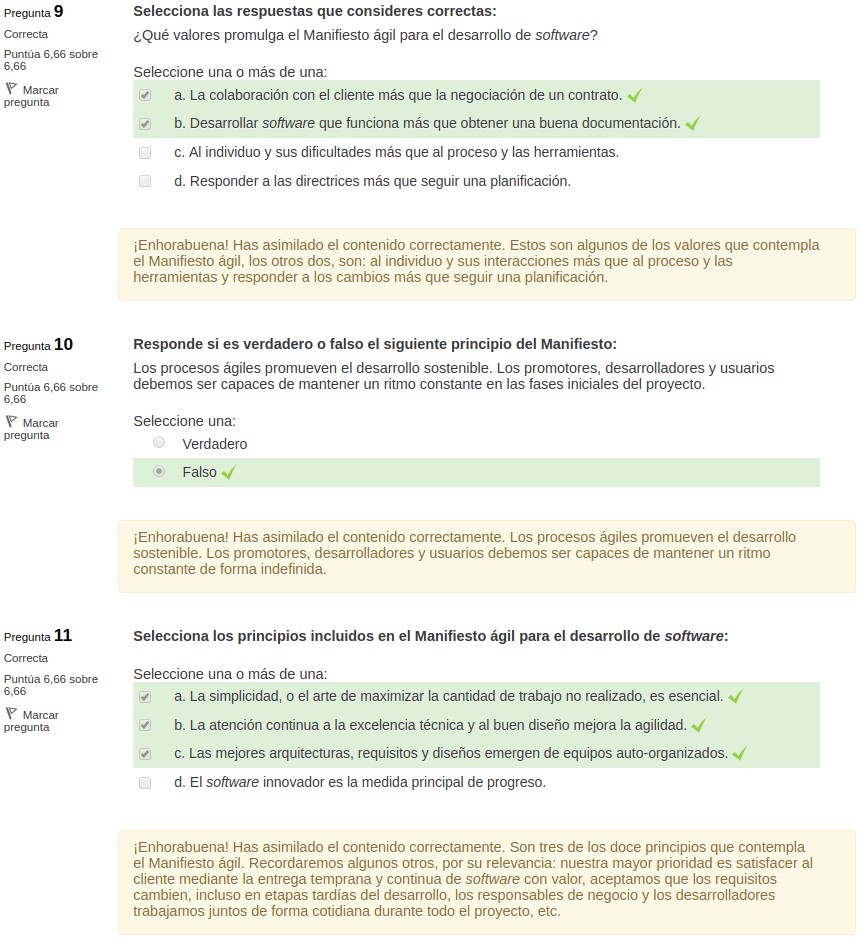 Pregunta 9
Correcta
Puntúa 6,66 sobre
6,66
Marcar
pregunta
Selecciona las respuestas que consideres correctas:
¿Qué valores promulga el Manifiesto ágil para el desarrollo de software?
Seleccione una o más de una:
a. La colaboración con el cliente más que la negociación de un contrato.
b. Desarrollar software que funciona más que obtener una buena documentación.
c. Al individuo y sus dificultades más que al proceso y las herramientas.
d. Responder a las directrices más que seguir una planificación.
¡Enhorabuena! Has asimilado el contenido correctamente. Estos son algunos de los valores que contempla
el Manifiesto ágil, los otros dos, son: al individuo y sus interacciones más que al proceso y las
herramientas y responder a los cambios más que seguir una planificación.
Pregunta 10
Correcta
Puntúa 6,66 sobre
6,66
Marcar
pregunta
Responde si es verdadero o falso el siguiente principio del Manifiesto:
Los procesos ágiles promueven el desarrollo sostenible. Los promotores, desarrolladores y usuarios
debemos ser capaces de mantener un ritmo constante en las fases iniciales del proyecto.
Seleccione una:
Verdadero
Falso
¡Enhorabuena! Has asimilado el contenido correctamente. Los procesos ágiles promueven el desarrollo
sostenible. Los promotores, desarrolladores y usuarios debemos ser capaces de mantener un ritmo
constante de forma indefinida.
Pregunta 11
Correcta
Puntúa 6,66 sobre
6,66
Marcar
pregunta
Selecciona los principios incluidos en el Manifiesto ágil para el desarrollo de software:
Seleccione una o más de una:
a. La simplicidad, o el arte de maximizar la cantidad de trabajo no realizado, es esencial.
b. La atención continua a la excelencia técnica y al buen diseño mejora la agilidad.
c. Las mejores arquitecturas, requisitos y diseños emergen de equipos auto-organizados.
d. El software innovador es la medida principal de progreso.
¡Enhorabuena! Has asimilado el contenido correctamente. Son tres de los doce principios que contempla
el Manifiesto ágil. Recordaremos algunos otros, por su relevancia: nuestra mayor prioridad es satisfacer al
cliente mediante la entrega temprana y continua de software con valor, aceptamos que los requisitos
cambien, incluso en etapas tardías del desarrollo, los responsables de negocio y los desarrolladores
trabajamos juntos de forma cotidiana durante todo el proyecto, etc.